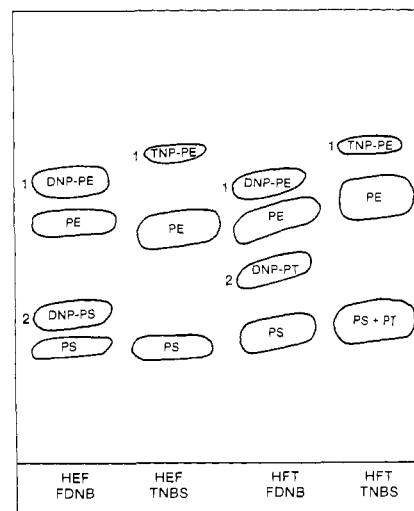 1 TNP-PE
1 TNP-PE
1 DNP-PE
1 DNP-PE
PE
PE
PE
PE
2 DNP-PT
2 DNP-PS
PS
PS
PS
PS + PT
HEF HEF HFT HFT
FDNB TNBS FDNB TNBS